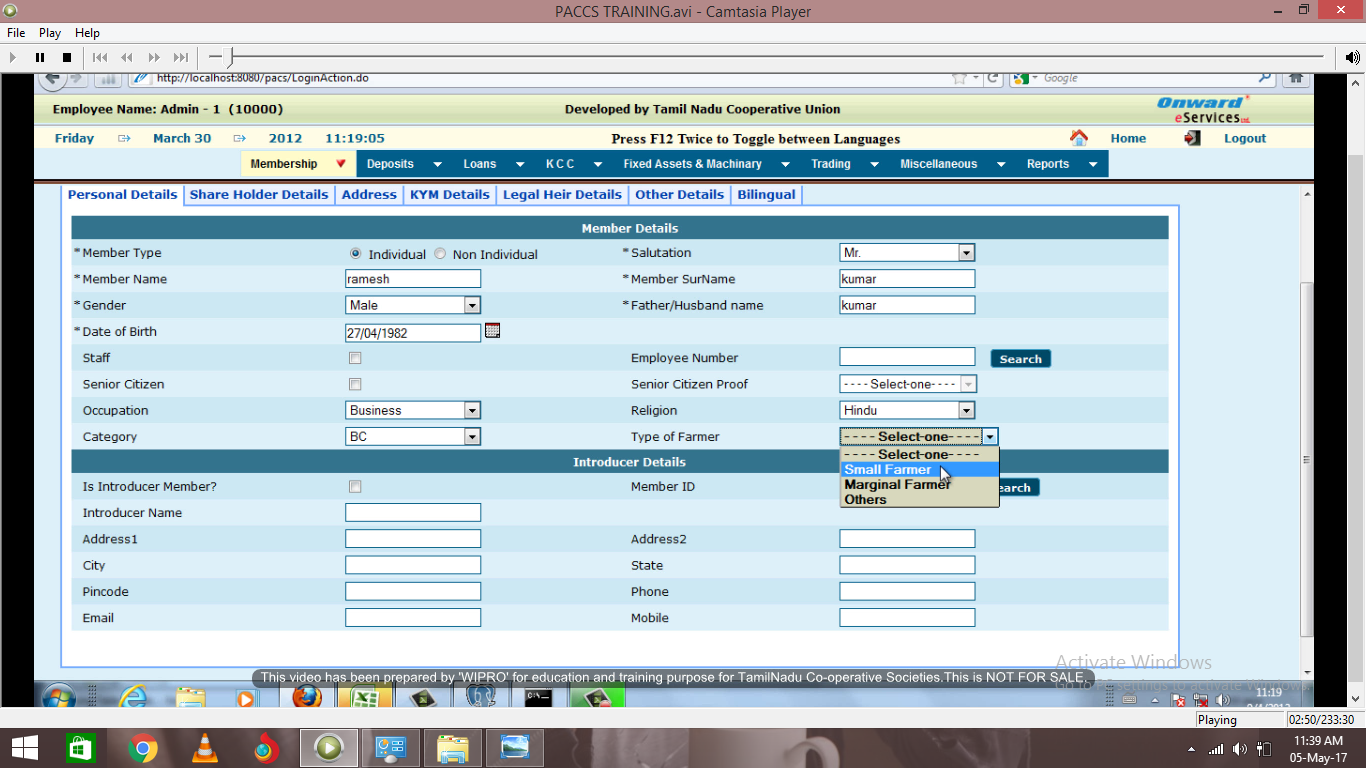 PACCS TRAINING.avi - Camtasia Player
File Play Help
http://localhost:8080/pacs/LoginAction.do
Google
Employee Name: Admin - 1 (10000)
Developed by Tamil Nadu Cooperative Union
Onward
eServices Ltd.
Friday March 30 2012 11:19:05
Press F12 Twice to Toggle between Languages
Home Logout
Membership Deposits Loans K C C Fixed Assets & Machinery Trading Miscellaneous Reports
Personal Details Share Holder Details Address KYM Details Legal Heir Details Other Details Bilingual
Member Details
* Member Type Individual Non Individual * Salutation Mr.
* Member Name ramesh * Member SurName kumar
* Gender Male * Father/Husband name kumar
* Date of Birth 27/04/1982
Staff Employee Number Search
Senior Citizen Senior Citizen Proof ----Select-one----
Occupation Business Religion Hindu
Category BC Type of Farmer ----Select-one----
----Select-one----
Introducer Details
Small Farmer
Is Introducer Member? Member ID Marginal Farmer earch
Others
Introducer Name
Address1 Address2
City State
Pincode Phone
Email Mobile
Activate Windows
This video has been prepared by 'WIPRO' for education and training purpose for TamilNadu Co-operative Societies.This is NOT FOR SALE.
11:19
Playing 02:50/233:30
11:39 AM
05-May-17